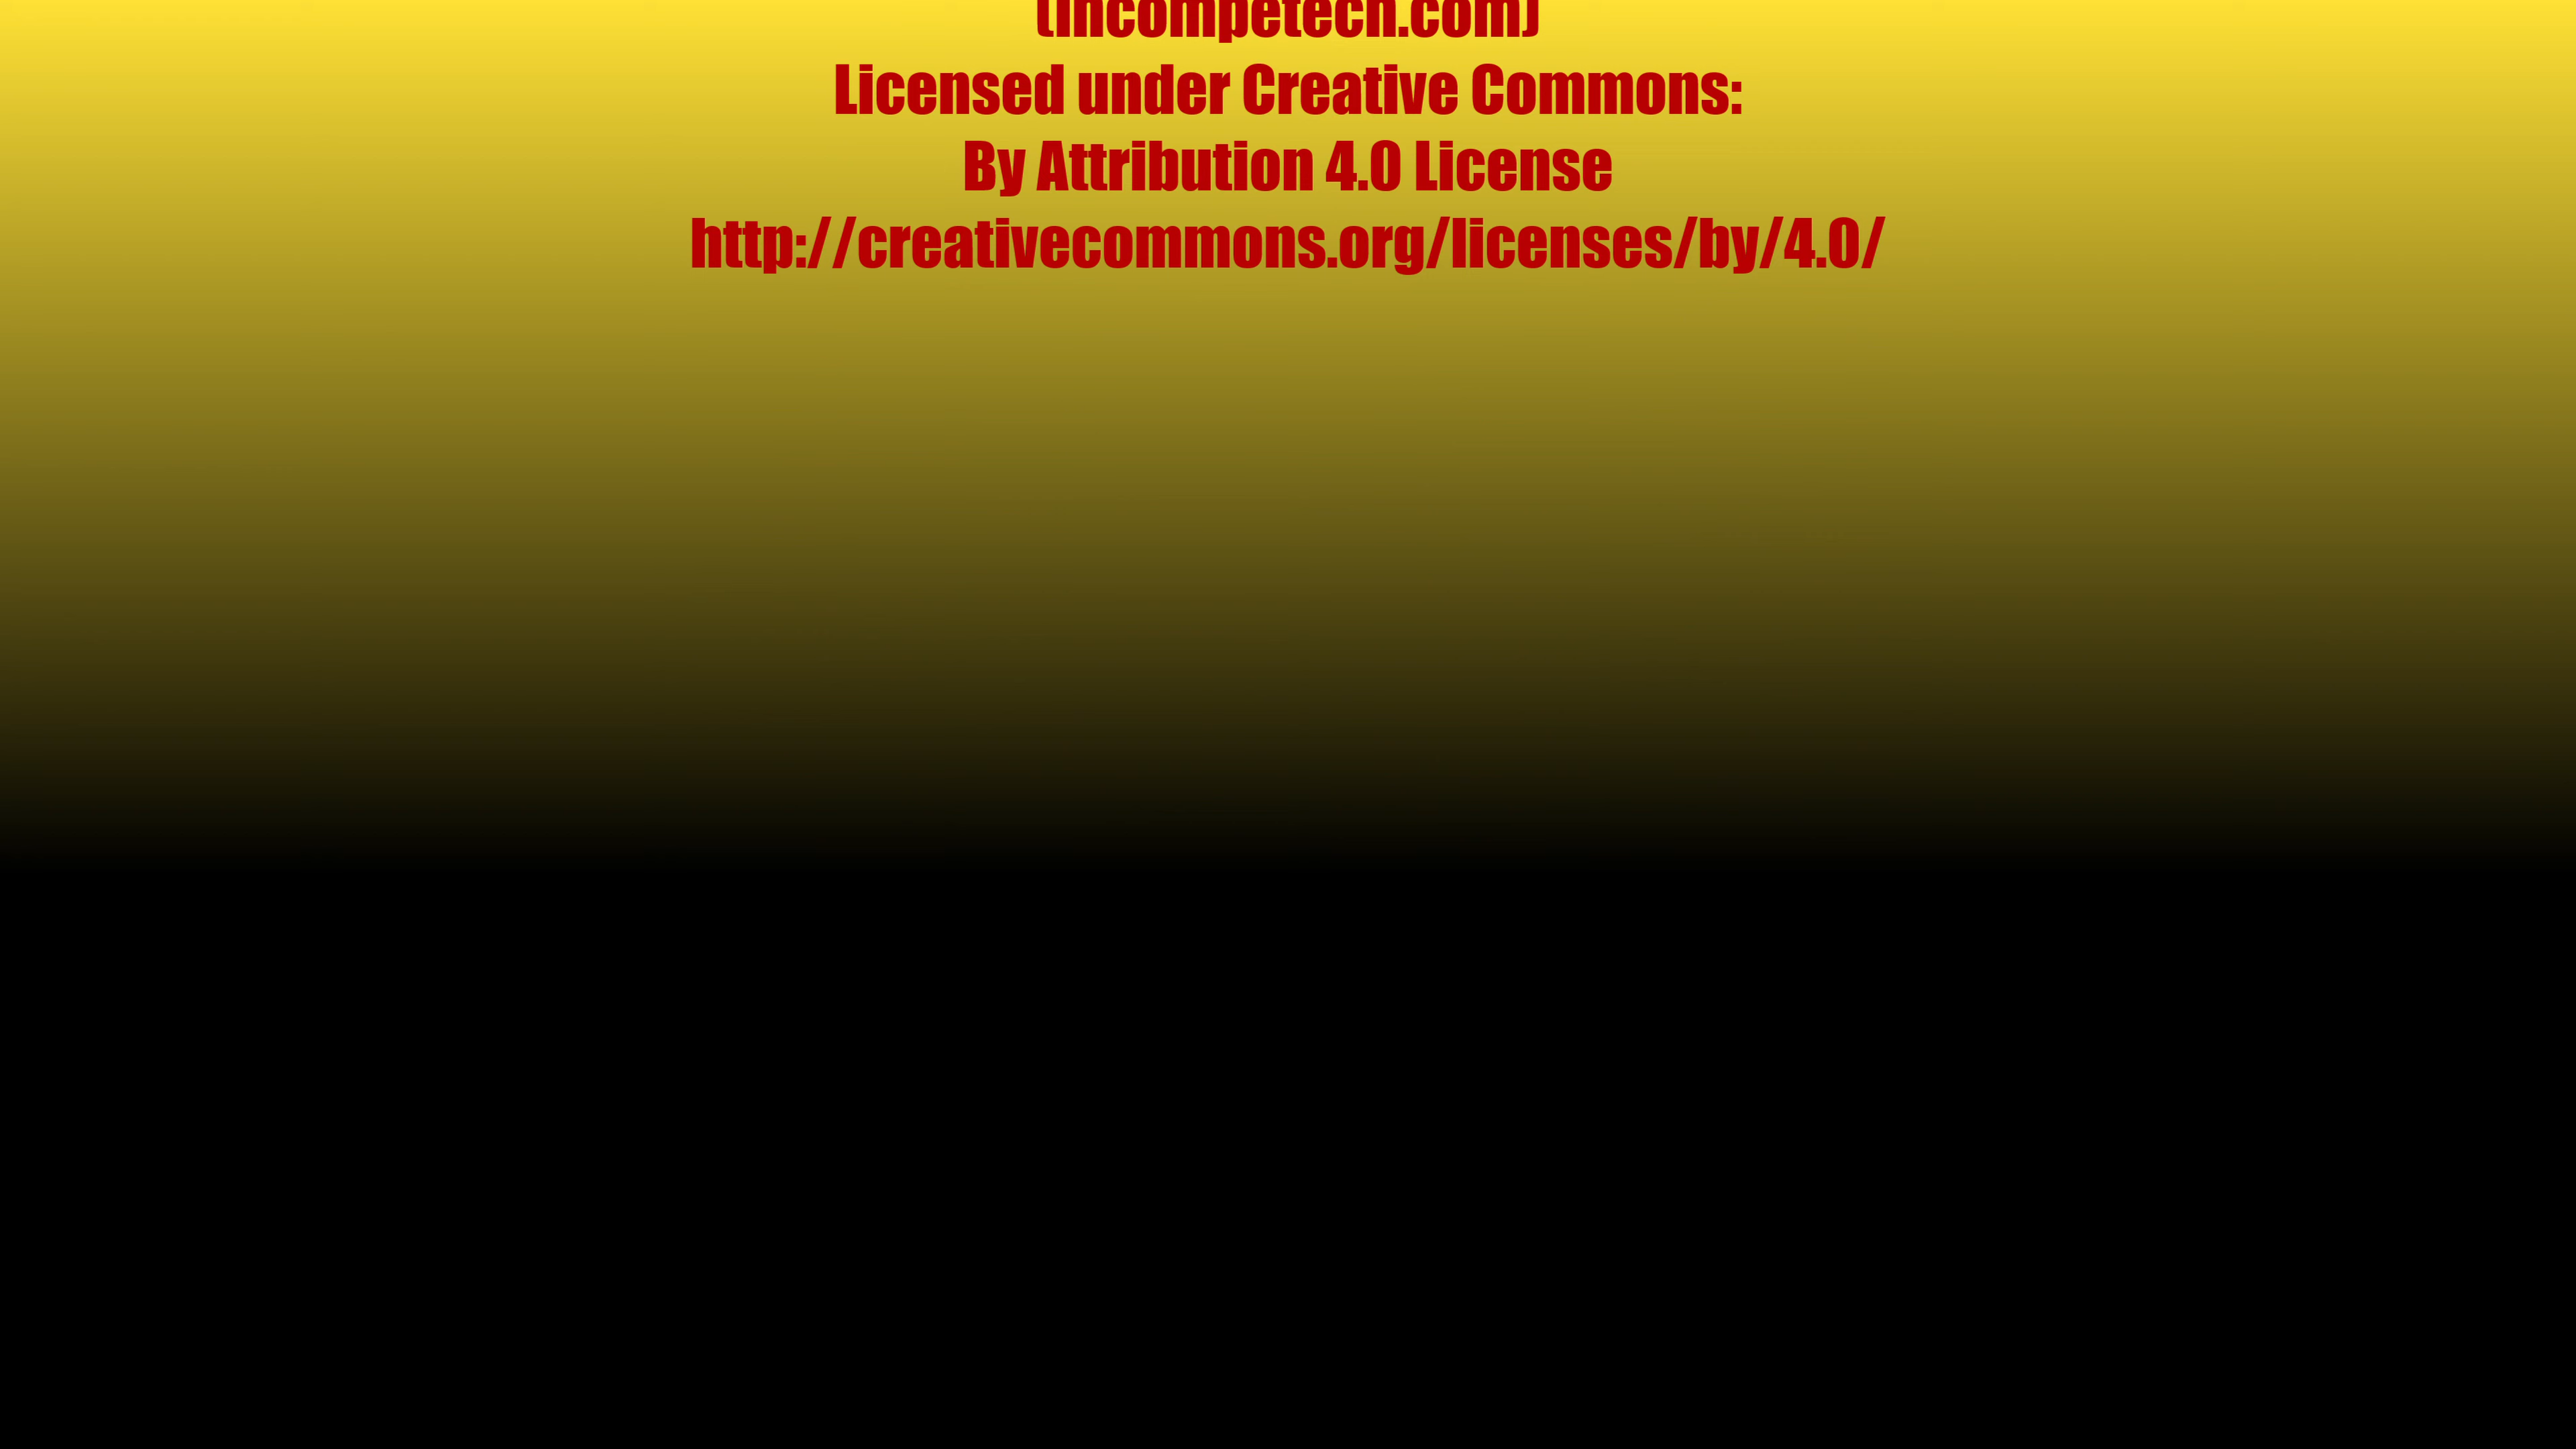 (incompetech.com)
Licensed under Creative Commons:
By Attribution 4.0 License
http://creativecommons.org/licenses/by/4.0/